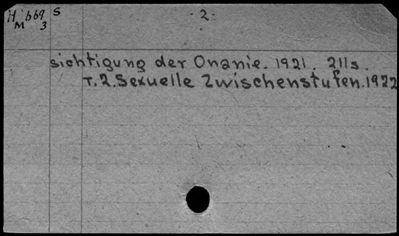 H 669 S
- 2 -
M 3
sichtigung der Onanie. 1921. 211s.
T. 2. Sexuelle Zwischenstufen. 1922